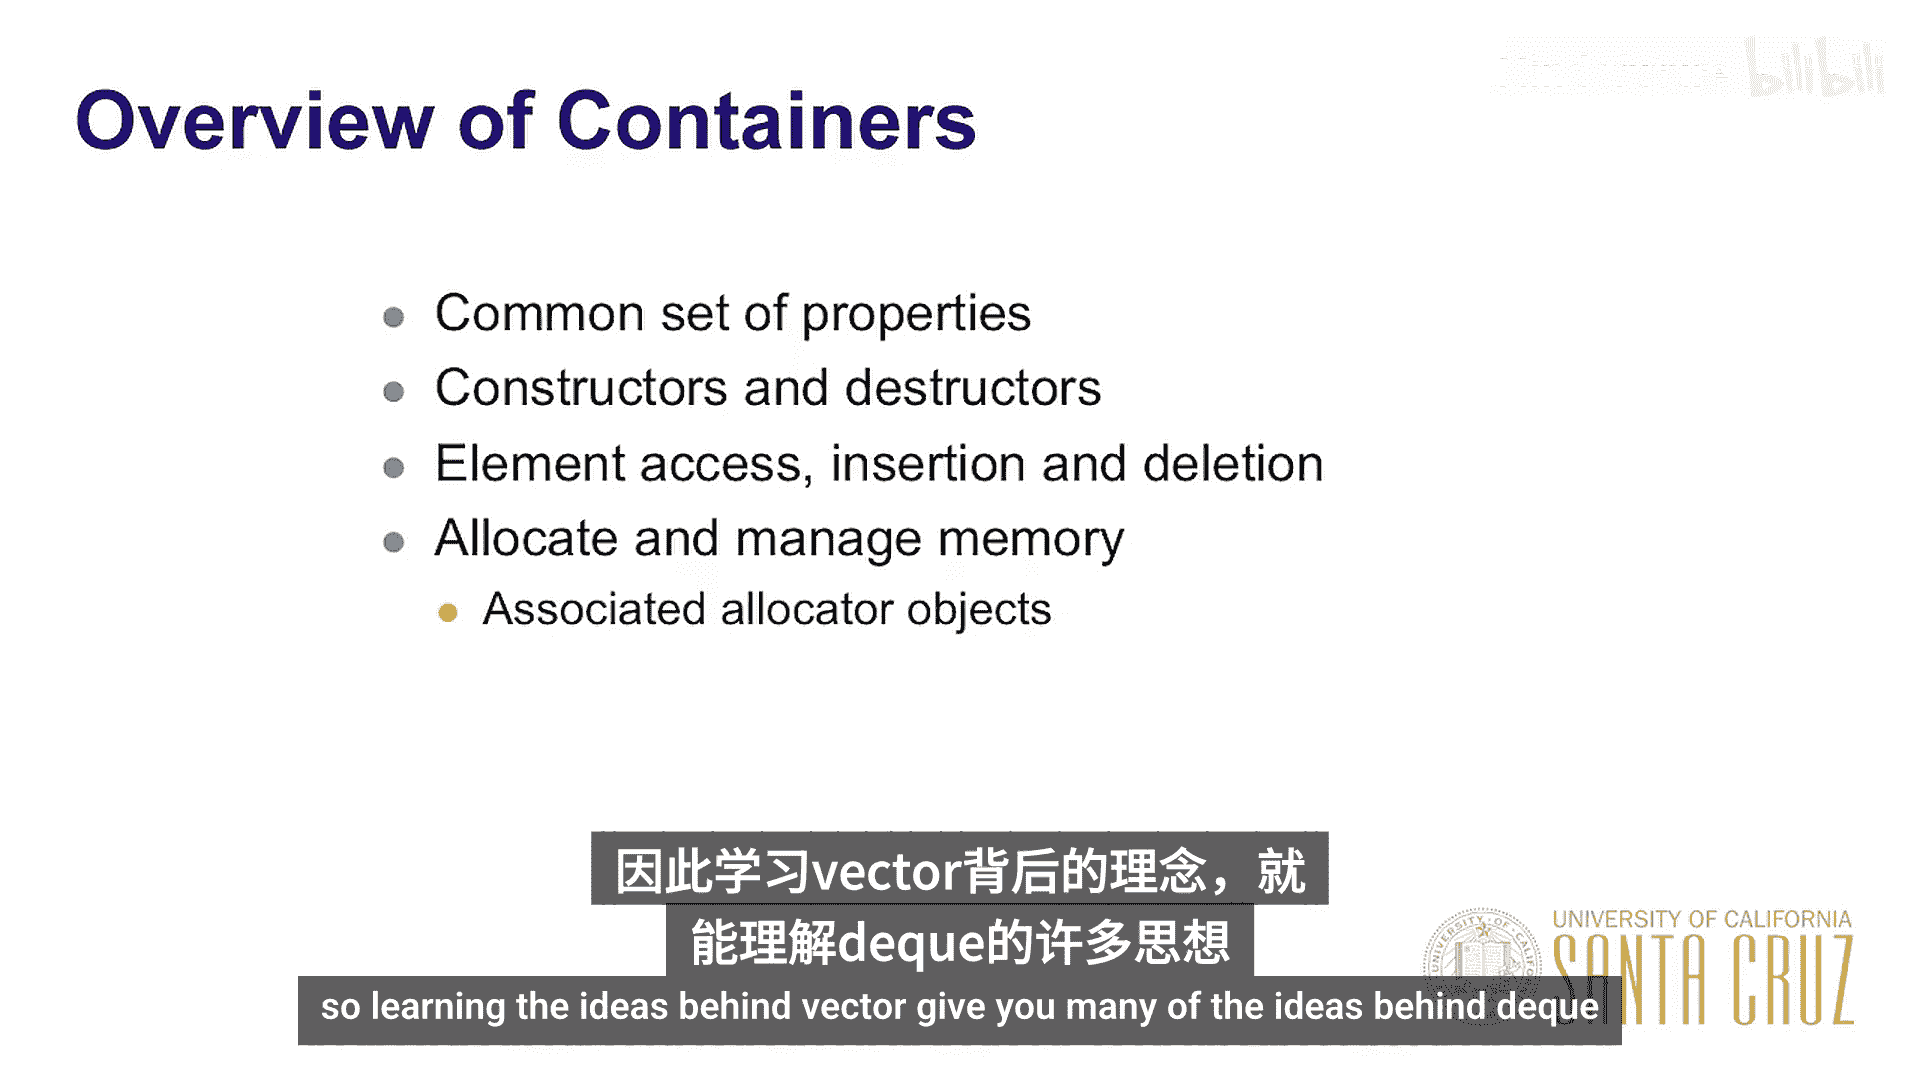 bilibili
Overview of Containers
Common set of properties
Constructors and destructors
Element access, insertion and deletion
Allocate and manage memory
Associated allocator objects
因此学习vector背后的理念，就
能理解deque的许多思想
so learning the ideas behind vector give you many of the ideas behind deque
UNIVERSITY OF CALIFORNIA
SANTA CRUZ